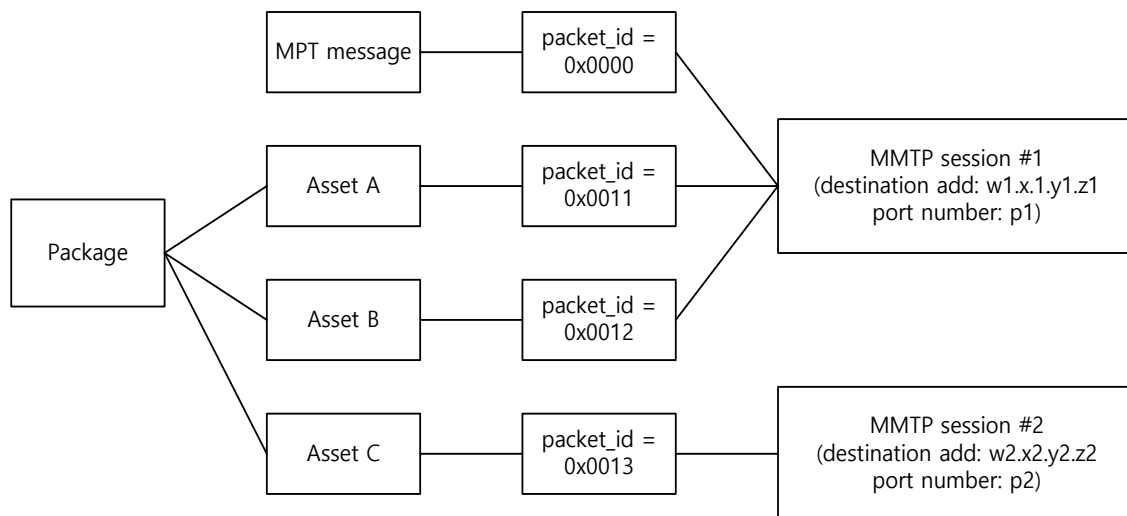 MPT message
packet_id =
0x0000
Asset A
packet_id =
0x0011
MMTP session #1
(destination add: w1.x.1.y1.z1
port number: p1)
Package
Asset B
packet_id =
0x0012
Asset C
packet_id =
0x0013
MMTP session #2
(destination add: w2.x2.y2.z2
port number: p2)